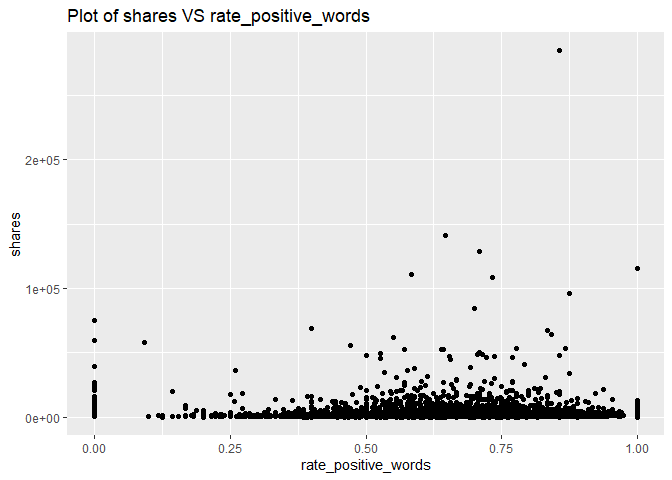 Plot of shares VS rate_positive_words
2e+05
1e+05
0e+00
shares
0.00 0.25 0.50 0.75 1.00
rate_positive_words